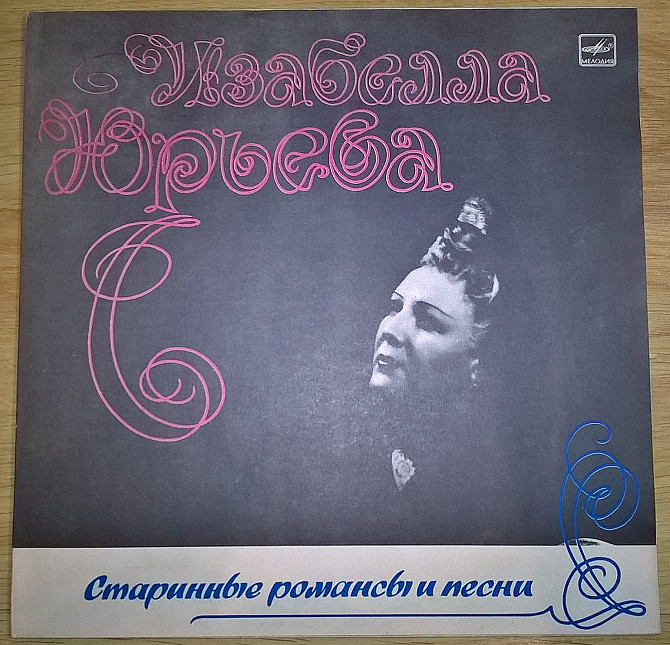 Изабелла
Юрьева
МЕЛОДИЯ
Старинные романсы и песни